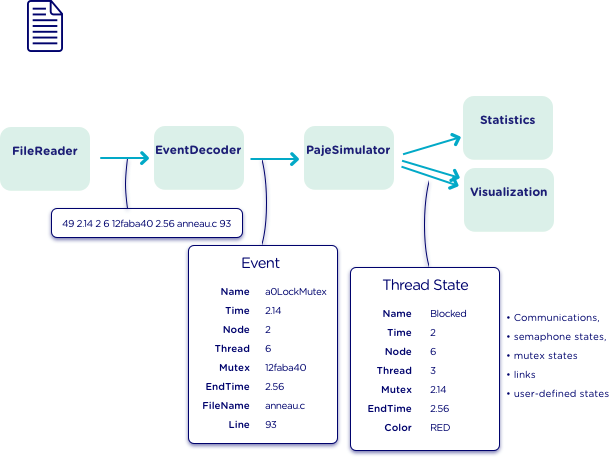 FileReader
EventDecoder
PajeSimulator
Statistics
Visualization
49 2.14 2 6 12faba40 2.56 anneau.c 93
Event
Name a0LockMutex
Time 2.14
Node 2
Thread 6
Mutex 12faba40
EndTime 2.56
FileName anneau.c
Line 93
Thread State
Name Blocked
Time 2
Node 6
Thread 3
Mutex 2.14
EndTime 2.56
Color RED
• Communications,
• semaphone states,
• mutex states
• links
• user-defined states